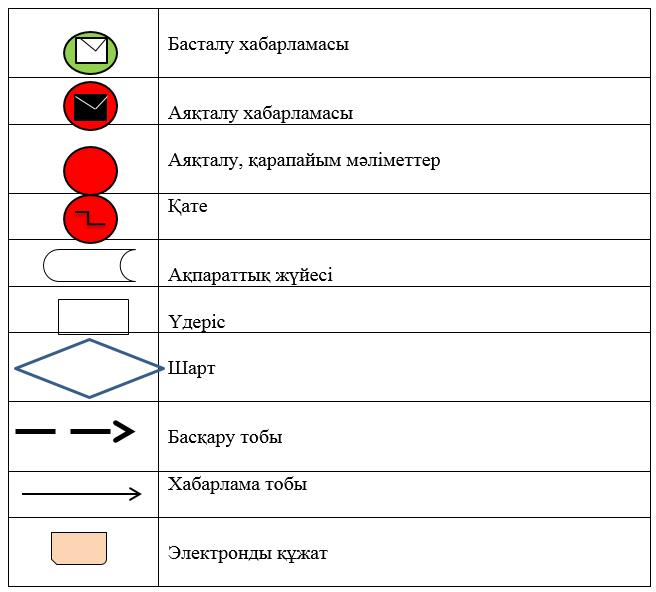 Басталу хабарламасы
Аяқталу хабарламасы
Аяқталу, қарапайым мәліметтер
Қате
Ақпараттық жүйесі
Үдеріс
Шарт
Басқару тобы
Хабарлама тобы
Электронды құжат